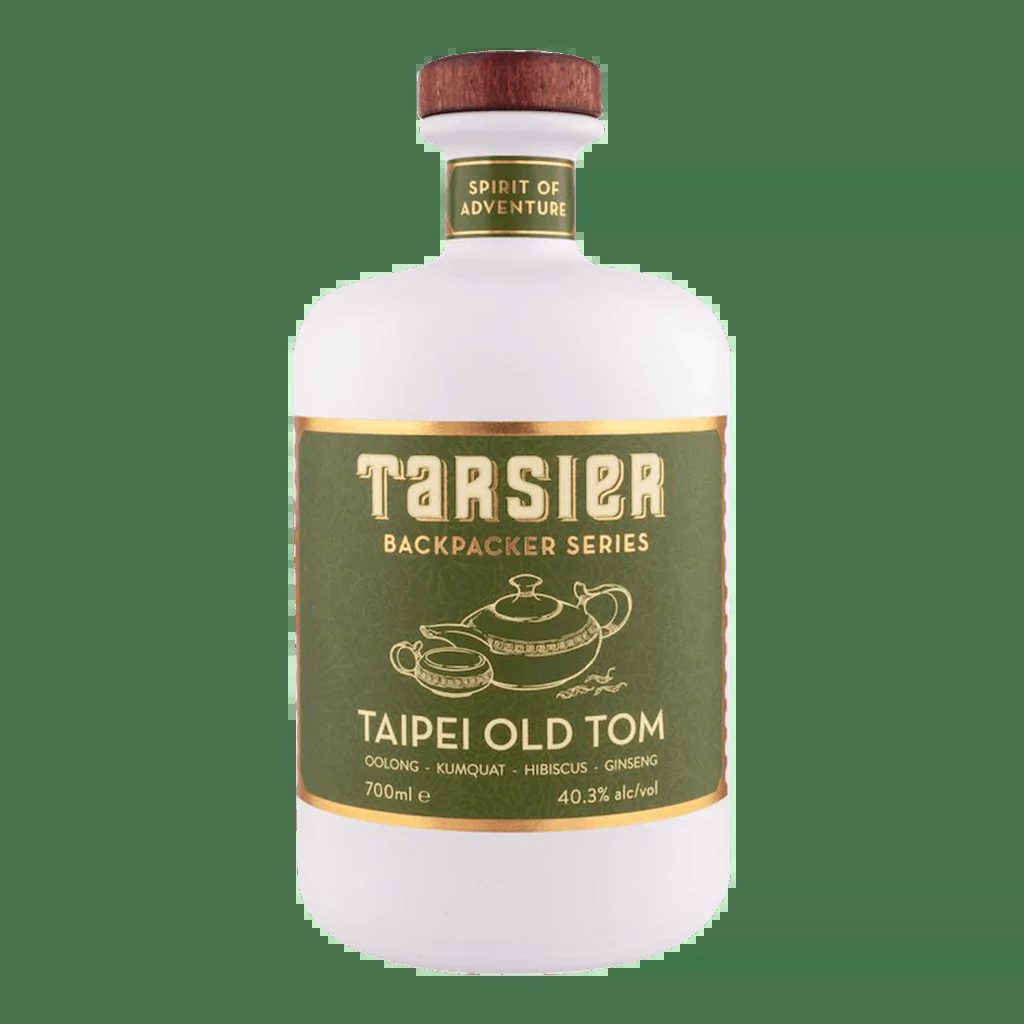 SPIRIT OF
ADVENTURE
TARSIER
BACKPACKER SERIES
TAIPEI OLD TOM
OOLONG - KUMQUAT - HIBISCUS - GINSENG
700ml ℮ 40.3% alc/vol